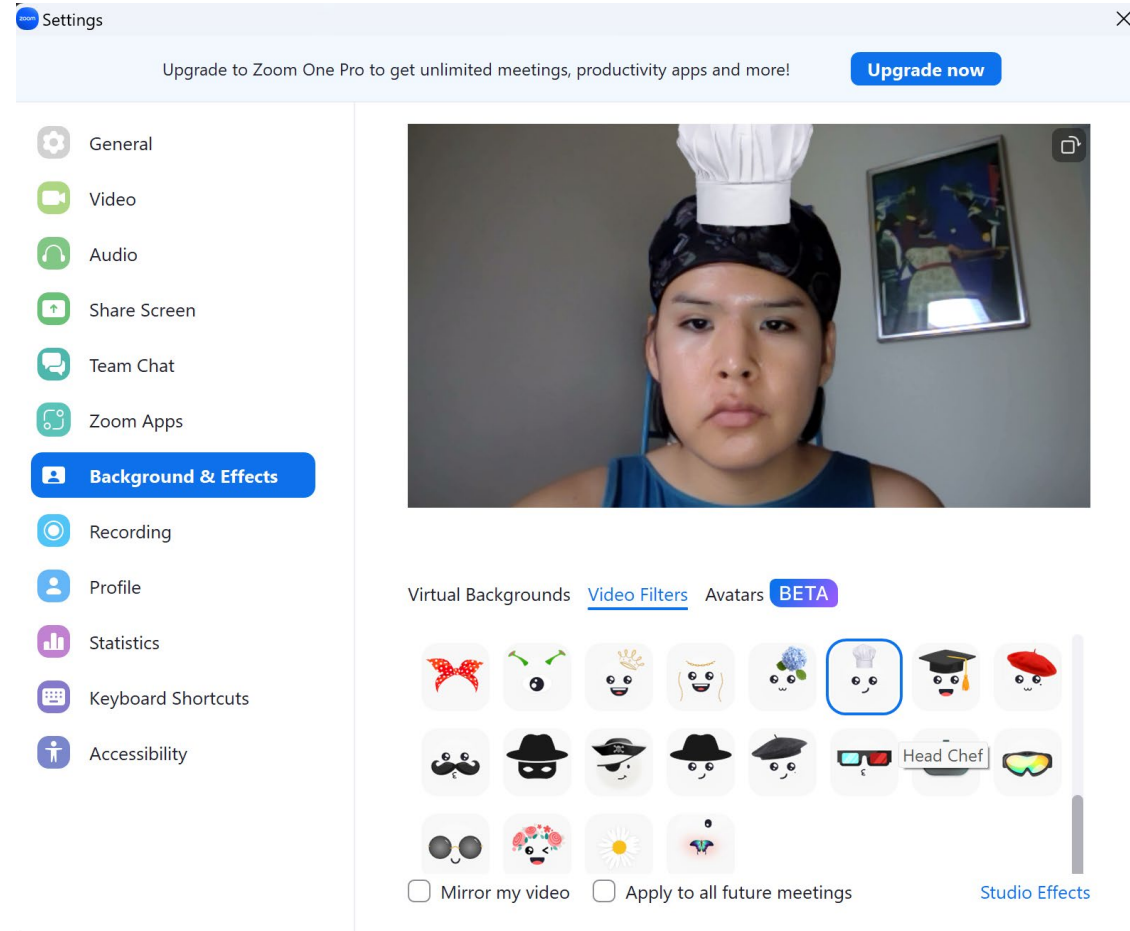 zoom Settings
Upgrade to Zoom One Pro to get unlimited meetings, productivity apps and more! Upgrade now
General
Video
Audio
Share Screen
Team Chat
Zoom Apps
Background & Effects
Recording
Profile
Statistics
Keyboard Shortcuts
Accessibility
Virtual Backgrounds Video Filters Avatars BETA
Head Chef
Mirror my video Apply to all future meetings Studio Effects